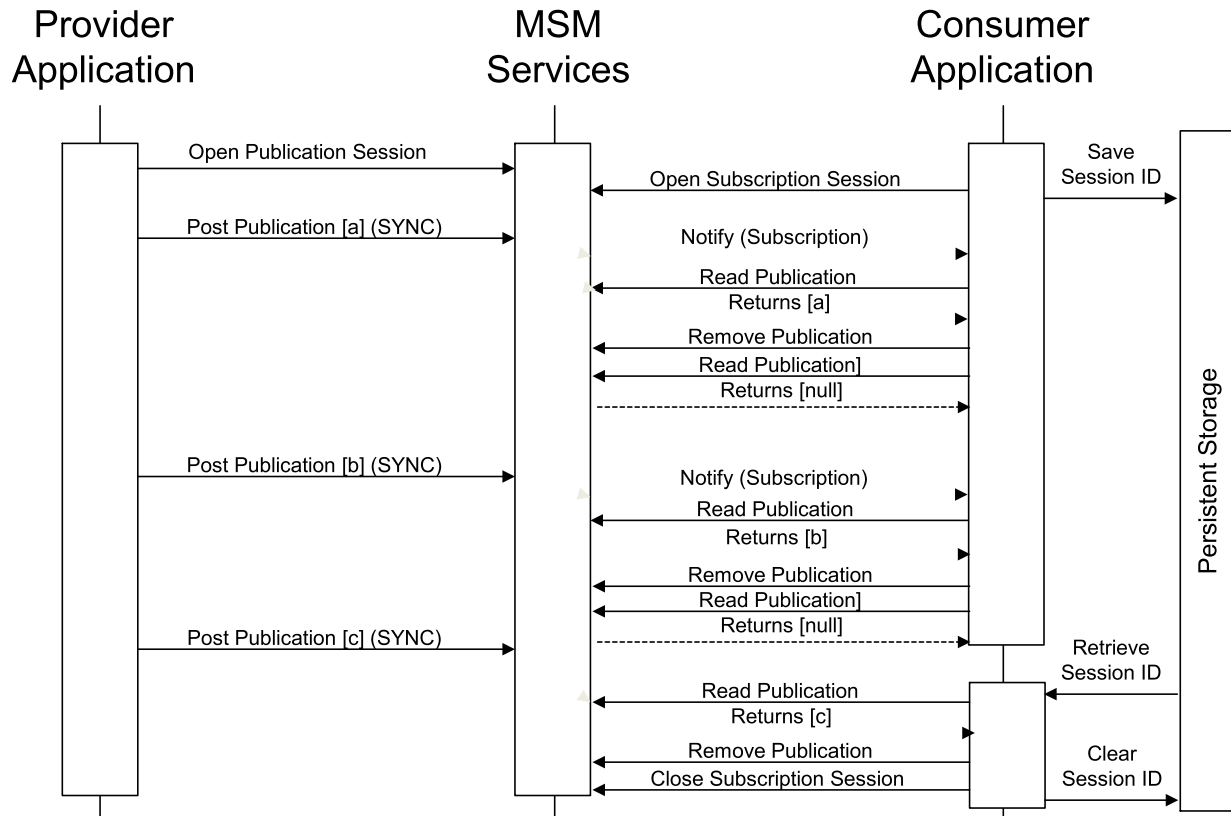 Provider
Application
MSM
Services
Consumer
Application
Open Publication Session
Save
Session ID
Open Subscription Session
Post Publication [a] (SYNC)
Notify (Subscription)
Read Publication
Returns [a]
Remove Publication
Read Publication]
Returns [null]
Persistent Storage
Post Publication [b] (SYNC)
Notify (Subscription)
Read Publication
Returns [b]
Remove Publication
Read Publication]
Returns [null]
Post Publication [c] (SYNC)
Retrieve
Session ID
Read Publication
Returns [c]
Remove Publication
Close Subscription Session
Clear
Session ID